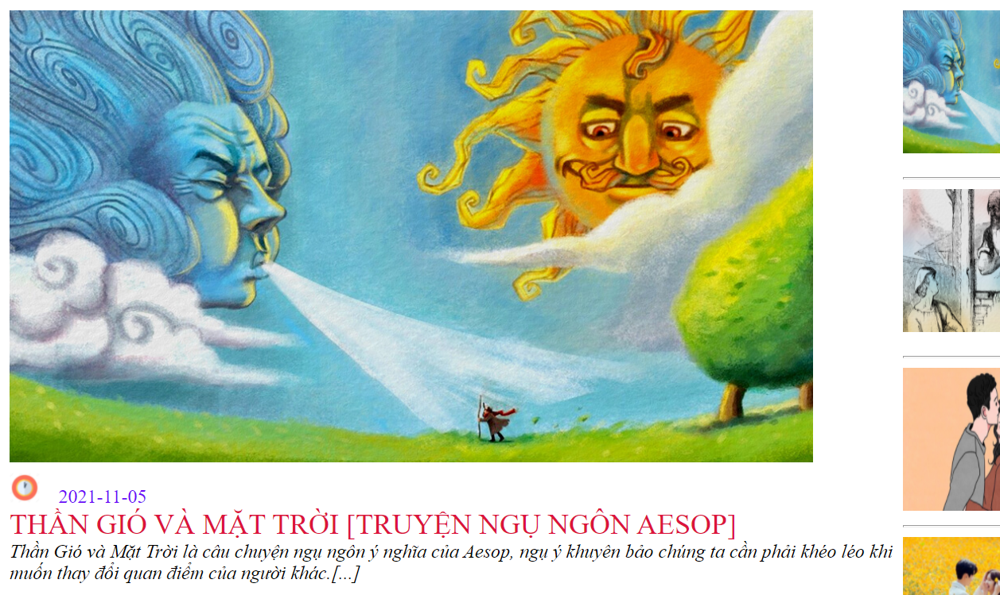 2021-11-05
THẦN GIÓ VÀ MẶT TRỜI [TRUYỆN NGỤ NGÔN AESOP]
Thần Gió và Mặt Trời là câu chuyện ngụ ngôn ý nghĩa của Aesop, ngụ ý khuyên bảo chúng ta cần phải khéo léo khi
muốn thay đổi quan điểm của người khác.[...]